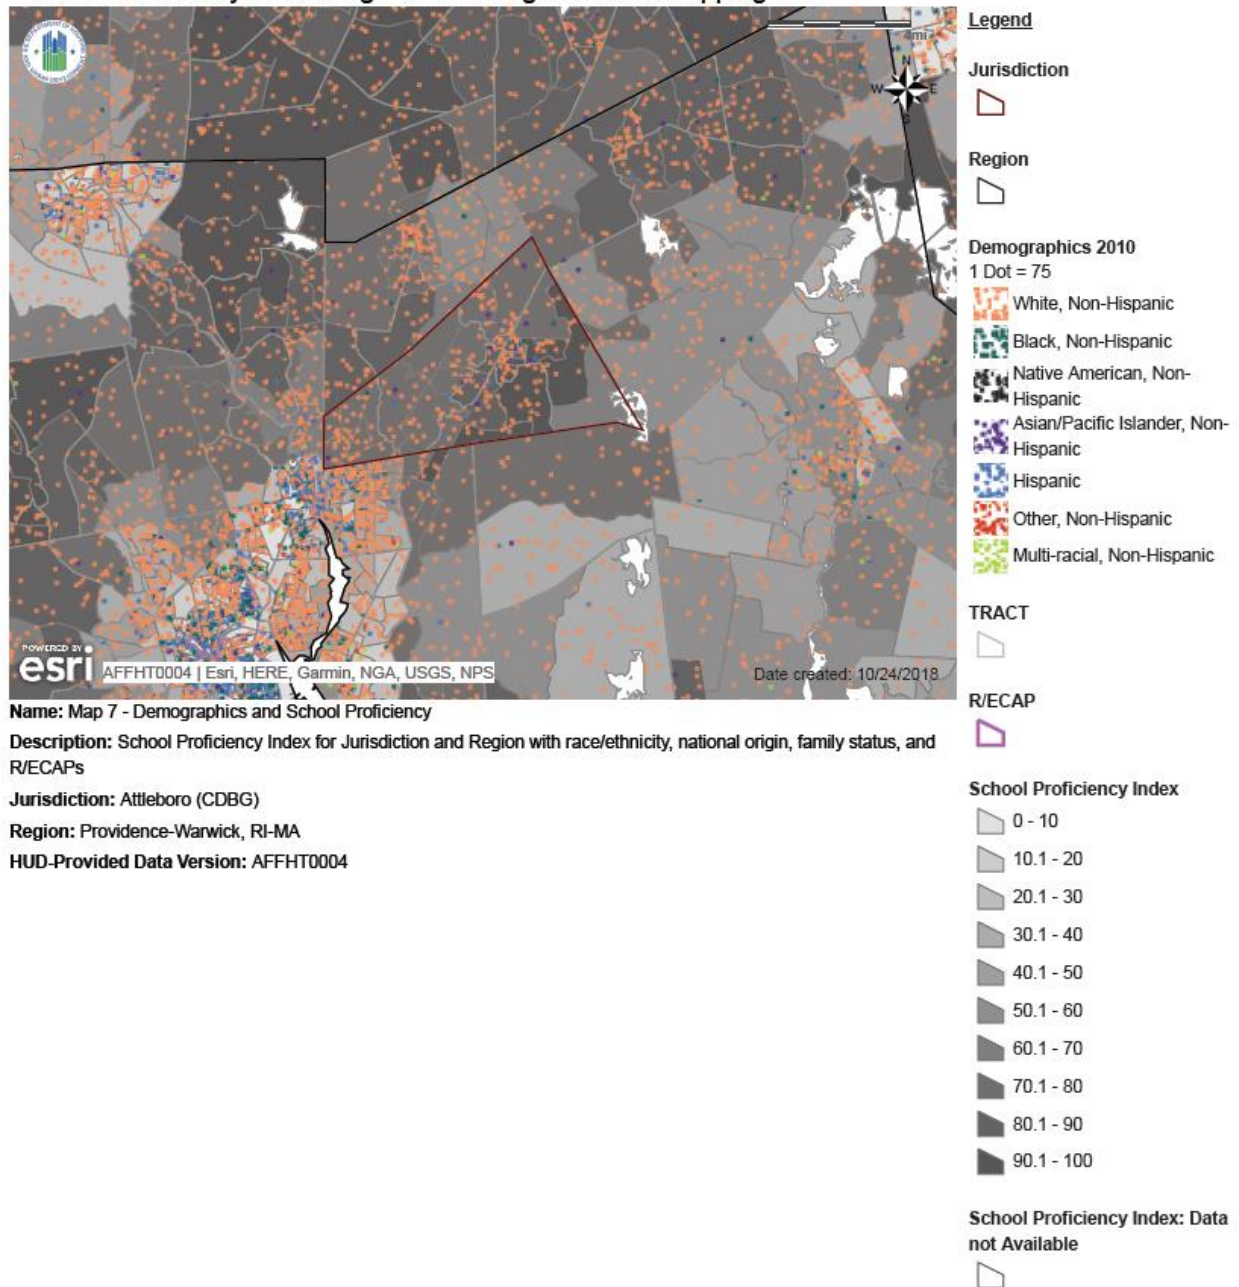 2 4mi
N
W E
S
POWERED BY
esri
AFFHT0004 | Esri, HERE, Garmin, NGA, USGS, NPS
Date created: 10/24/2018
Name: Map 7 - Demographics and School Proficiency
Description: School Proficiency Index for Jurisdiction and Region with race/ethnicity, national origin, family status, and
R/ECAPs
Jurisdiction: Attleboro (CDBG)
Region: Providence-Warwick, RI-MA
HUD-Provided Data Version: AFFHT0004
Legend
Jurisdiction
Region
Demographics 2010
1 Dot = 75
White, Non-Hispanic
Black, Non-Hispanic
Native American, Non-
Hispanic
Asian/Pacific Islander, Non-
Hispanic
Hispanic
Other, Non-Hispanic
Multi-racial, Non-Hispanic
TRACT
R/ECAP
School Proficiency Index
0 - 10
10.1 - 20
20.1 - 30
30.1 - 40
40.1 - 50
50.1 - 60
60.1 - 70
70.1 - 80
80.1 - 90
90.1 - 100
School Proficiency Index: Data
not Available